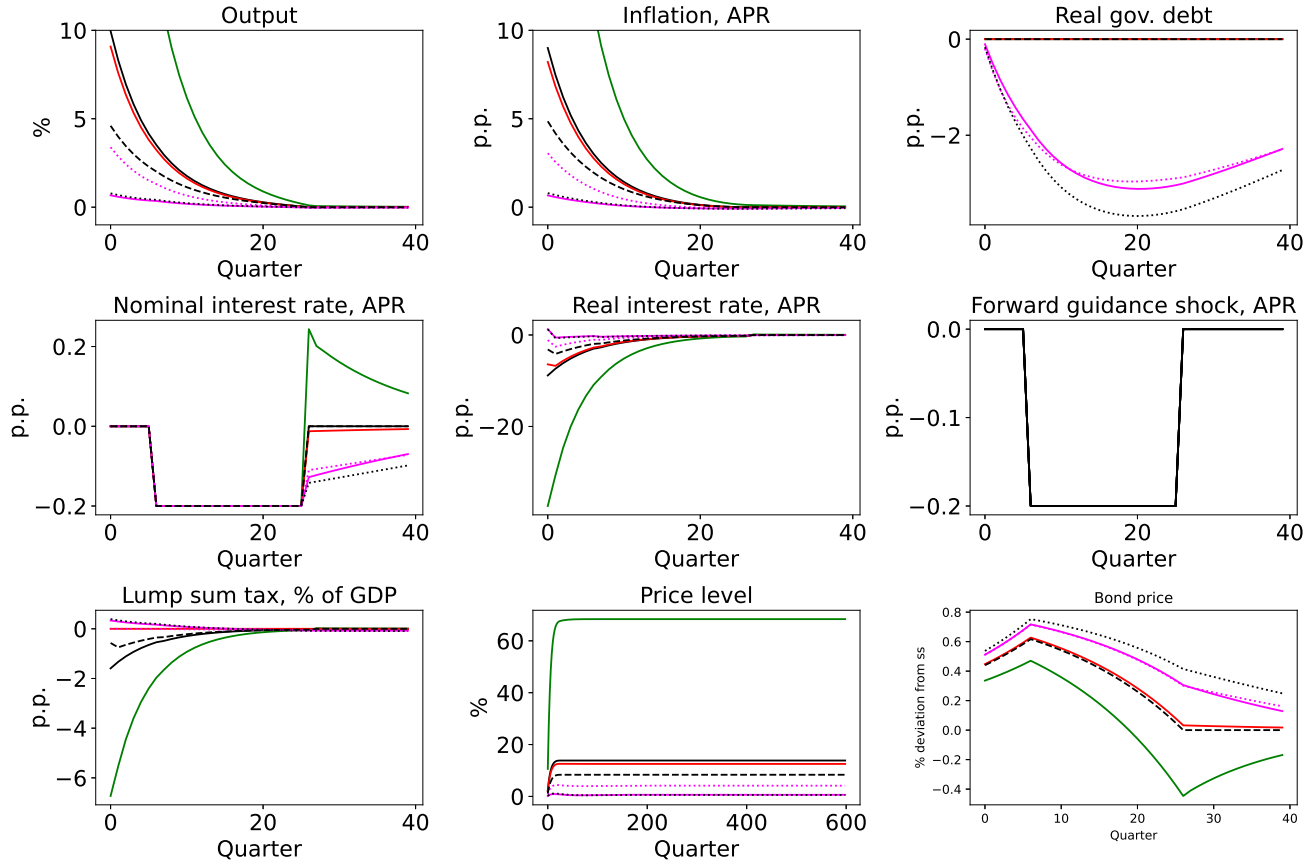 Output
Inflation, APR
Real gov. debt
10
5
0
%
0
20
40
Quarter
10
5
0
p.p.
0
20
40
Quarter
0
−2
p.p.
0
20
40
Quarter
Nominal interest rate, APR
Real interest rate, APR
Forward guidance shock, APR
0.2
0.0
−0.2
p.p.
0
20
40
Quarter
0
−20
p.p.
0
20
40
Quarter
0.0
−0.1
−0.2
p.p.
0
20
40
Quarter
Lump sum tax, % of GDP
Price level
Bond price
0
−2
−4
−6
p.p.
0
20
40
Quarter
60
40
20
0
%
0
200
400
600
Quarter
0.8
0.6
0.4
0.2
0.0
−0.2
−0.4
% deviation from ss
0
10
20
30
40
Quarter